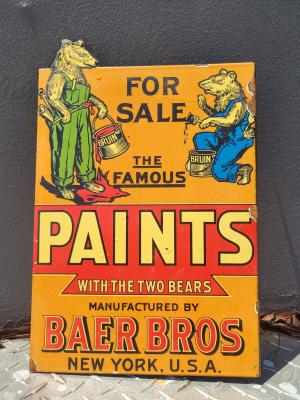 FOR
SALE
BRUIN
BRUIN
THE
FAMOUS
PAINTS
WITH THE TWO BEARS
MANUFACTURED BY
BAER BROS
NEW YORK, U.S.A.